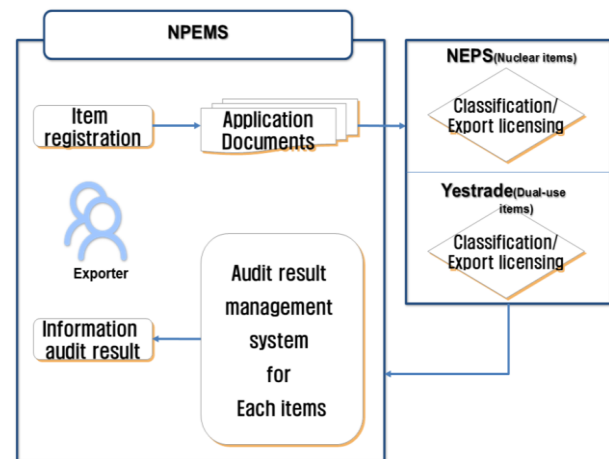 NPEMS
Item
registration
Application
Documents
NEPS(Nuclear items)
Classification/
Export licensing
Yestrade(Dual-use
items)
Classification/
Export licensing
Exporter
Audit result
management
system
for
Each items
Information
audit result